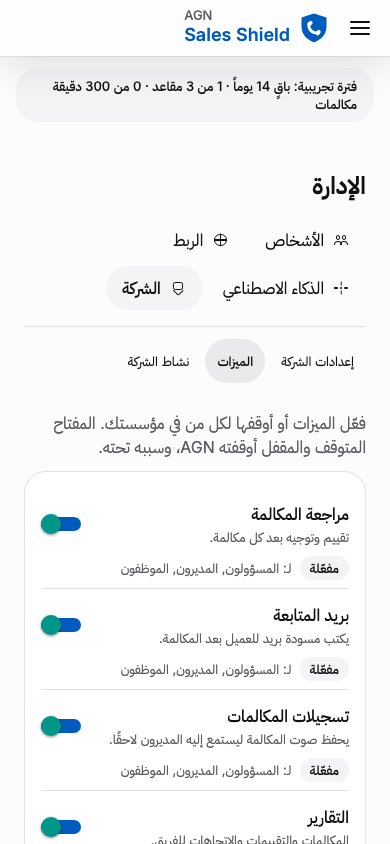 AGN
Sales Shield
فترة تجريبية: باقٍ 14 يوماً · 1 من 3 مقاعد · 0 من 300 دقيقة
مكالمات
الإدارة
الأشخاص
الربط
الذكاء الاصطناعي
الشركة
إعدادات الشركة
الميزات
نشاط الشركة
فعّل الميزات أو أوقفها لكل من في مؤسستك. المفتاح
المتوقف والمقفل أوقفته AGN، وسببه تحته.
مراجعة المكالمة
تقييم وتوجيه بعد كل مكالمة.
مفعّلة
لـ: المسؤولون, المديرون, الموظفون
بريد المتابعة
يكتب مسودة بريد للعميل بعد المكالمة.
مفعّلة
لـ: المسؤولون, المديرون, الموظفون
تسجيلات المكالمات
يحفظ صوت المكالمة ليستمع إليه المديرون لاحقًا.
مفعّلة
لـ: المسؤولون, المديرون, الموظفون
التقارير
المكالمات والتقييمات والاتجاهات للفريق.